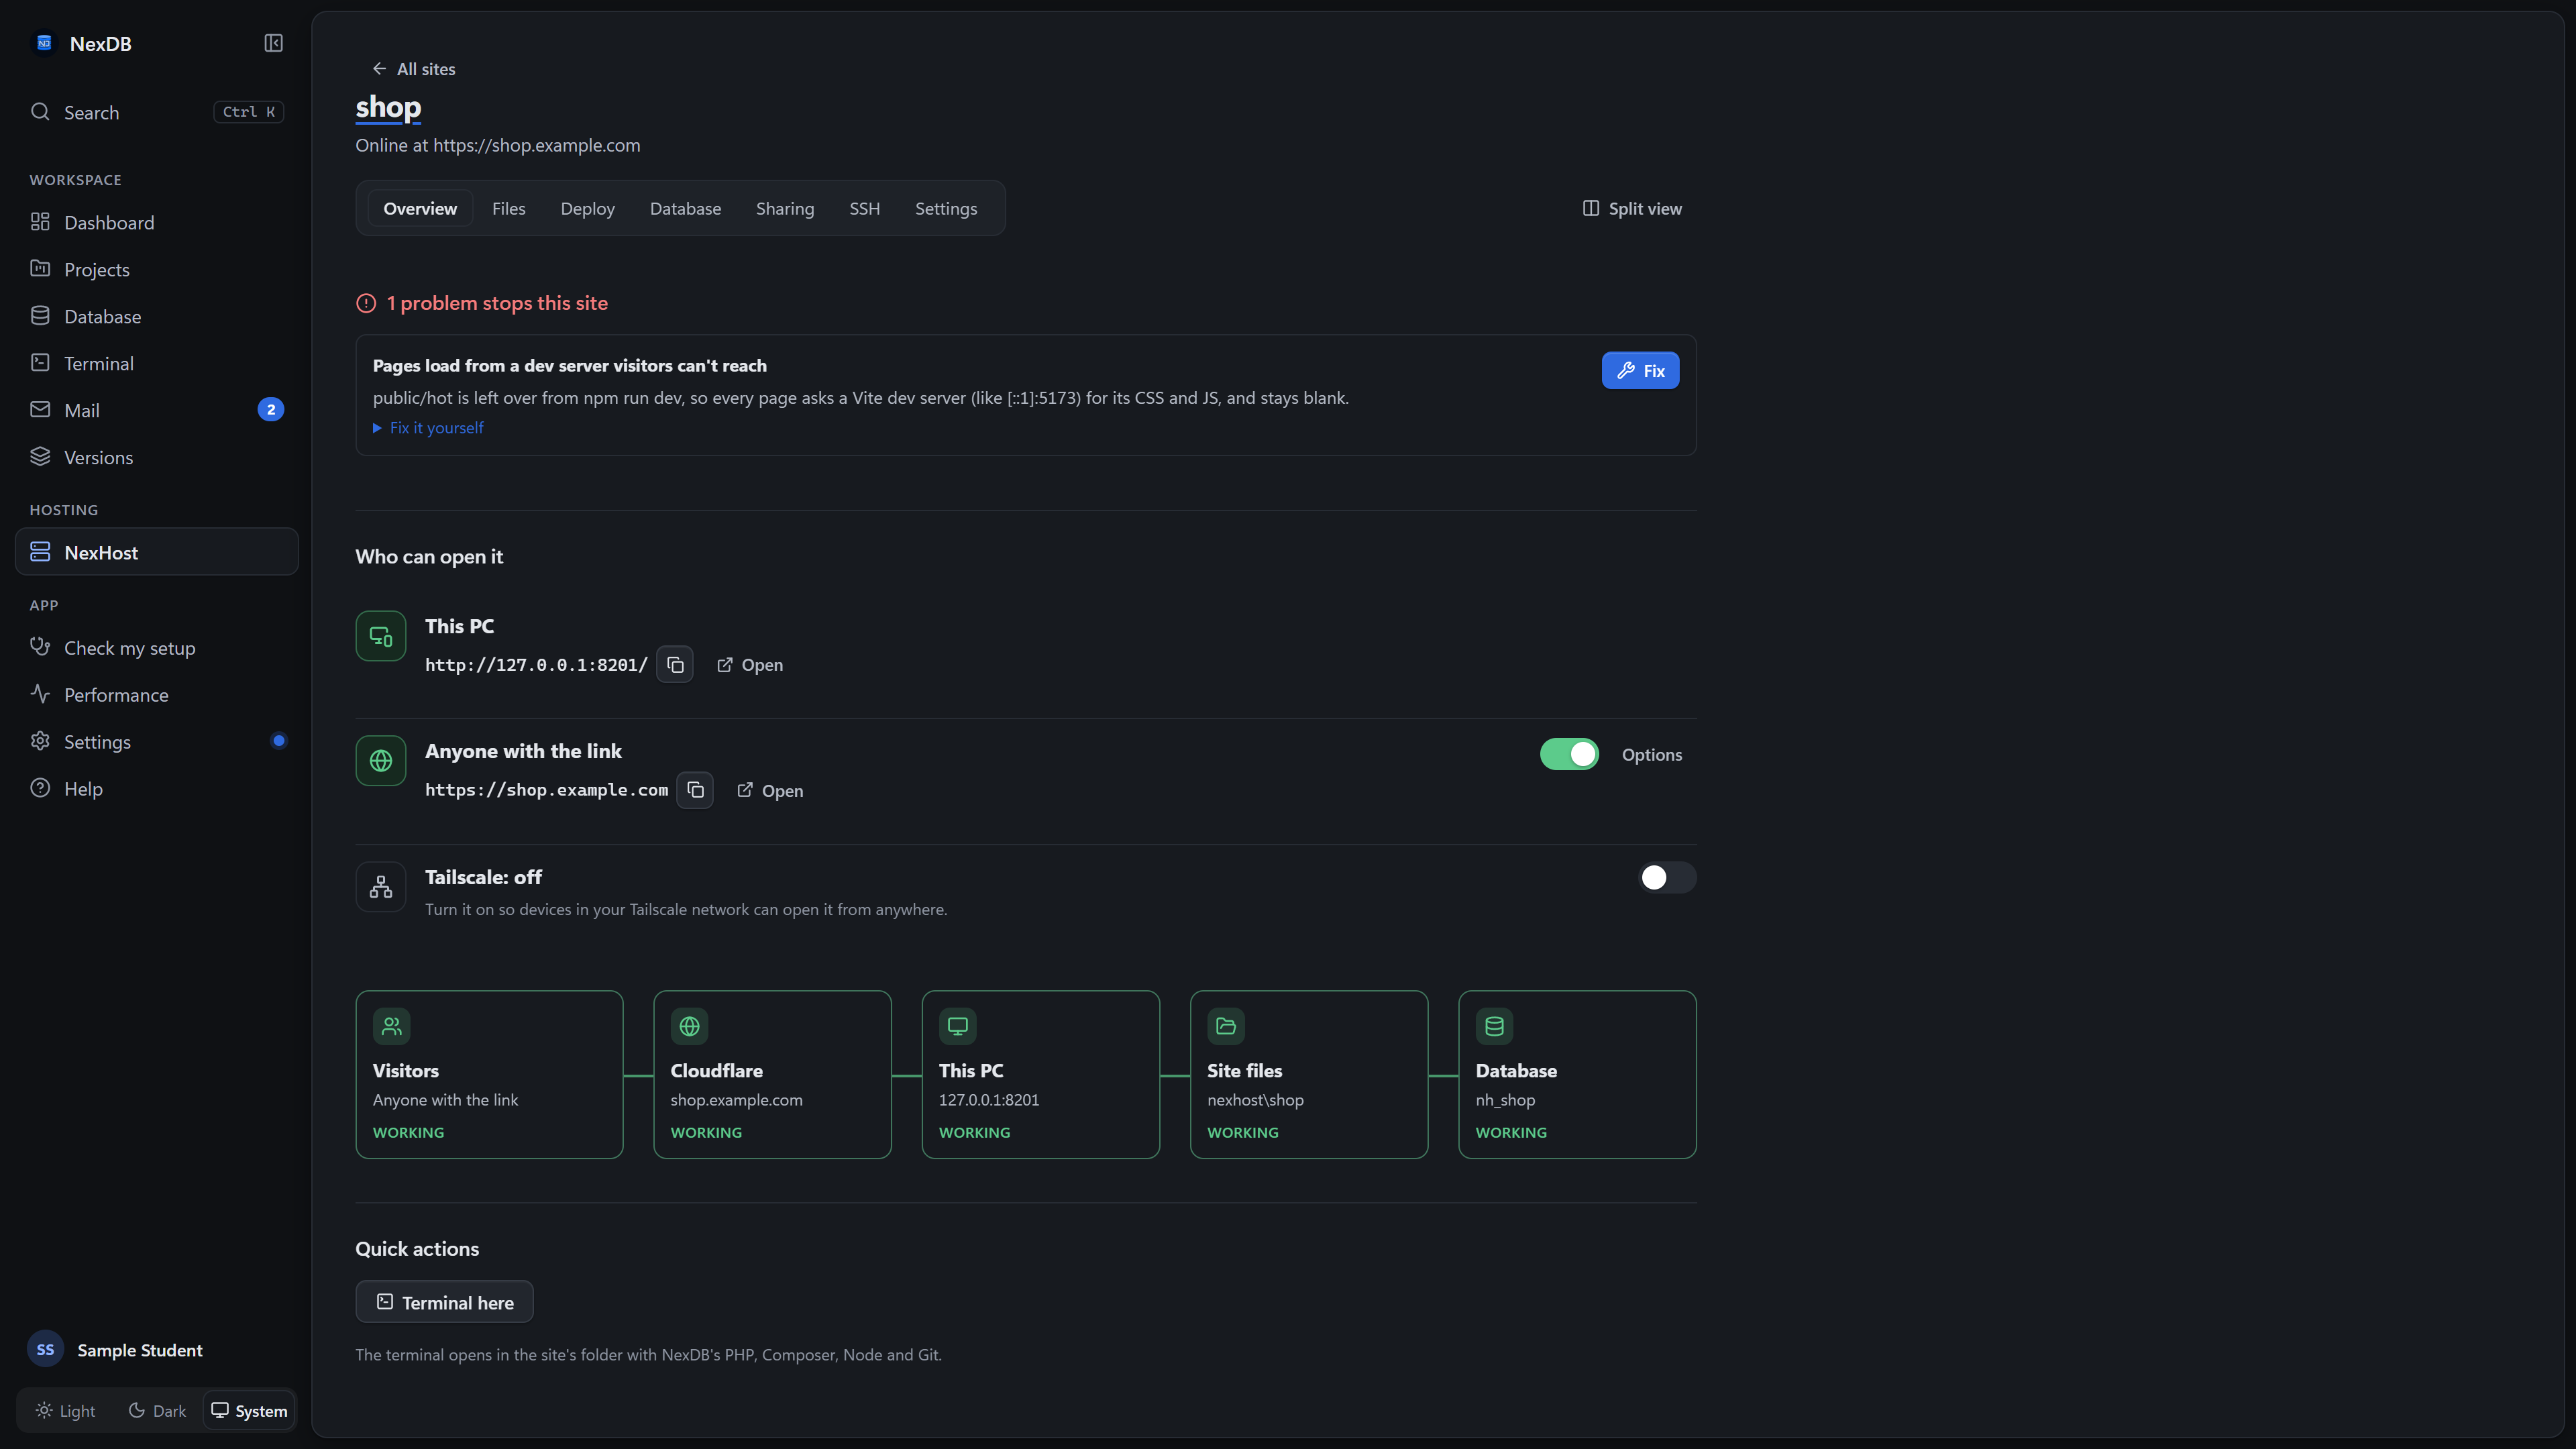 NexDB
Search
Ctrl K
WORKSPACE
Dashboard
Projects
Database
Terminal
Mail
2
Versions
HOSTING
NexHost
APP
Check my setup
Performance
Settings
Help
SS
Sample Student
Light
Dark
System
All sites
shop
Online at https://shop.example.com
Overview
Files
Deploy
Database
Sharing
SSH
Settings
Split view
1 problem stops this site
Pages load from a dev server visitors can't reach
public/hot is left over from npm run dev, so every page asks a Vite dev server (like [::1]:5173) for its CSS and JS, and stays blank.
Fix it yourself
Fix
Who can open it
This PC
http://127.0.0.1:8201/
Open
Anyone with the link
https://shop.example.com
Open
Options
Tailscale: off
Turn it on so devices in your Tailscale network can open it from anywhere.
Visitors
Anyone with the link
WORKING
Cloudflare
shop.example.com
WORKING
This PC
127.0.0.1:8201
WORKING
Site files
nexhost\shop
WORKING
Database
nh_shop
WORKING
Quick actions
Terminal here
The terminal opens in the site's folder with NexDB's PHP, Composer, Node and Git.